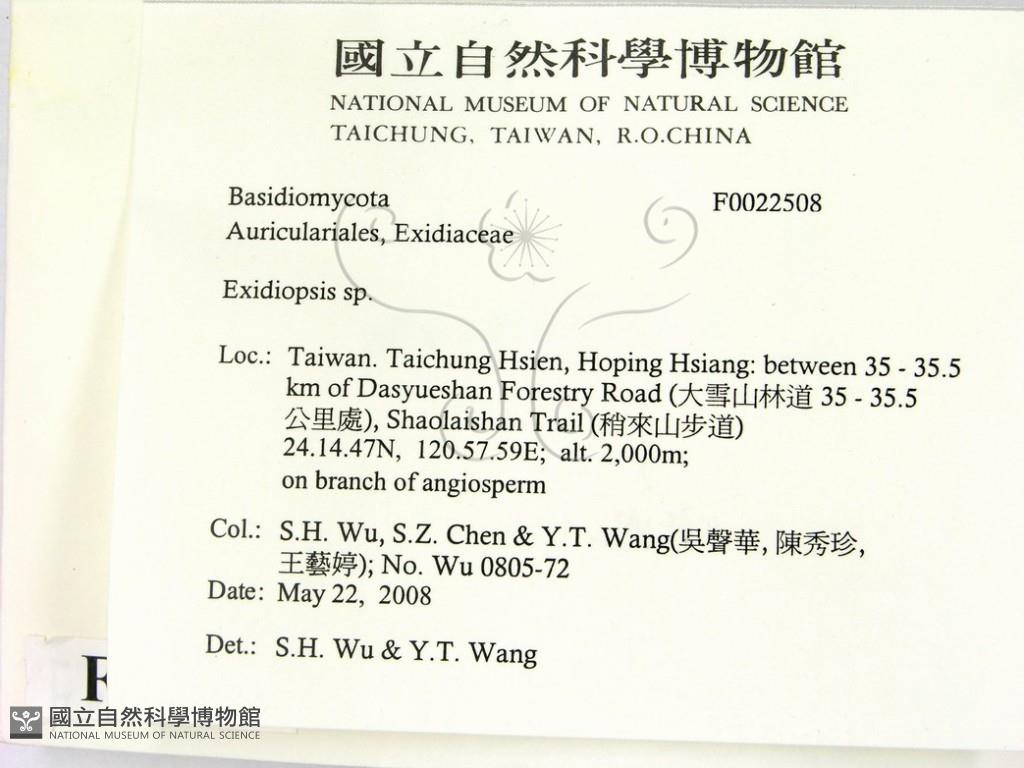 國立自然科學博物館
NATIONAL MUSEUM OF NATURAL SCIENCE
TAICHUNG, TAIWAN, R.O.CHINA
Basidiomycota F0022508
Auriculariales, Exidiaceae
Exidiopsis sp.
Loc.: Taiwan. Taichung Hsien, Hoping Hsiang: between 35 - 35.5
km of Dasyueshan Forestry Road (大雪山林道 35 - 35.5
公里處), Shaolaishan Trail (稍來山步道)
24.14.47N, 120.57.59E; alt. 2,000m;
on branch of angiosperm
Col.: S.H. Wu, S.Z. Chen & Y.T. Wang(吳聲華, 陳秀珍,
王藝婷); No. Wu 0805-72
Date: May 22, 2008
Det.: S.H. Wu & Y.T. Wang
F
國立自然科學博物館
NATIONAL MUSEUM OF NATURAL SCIENCE